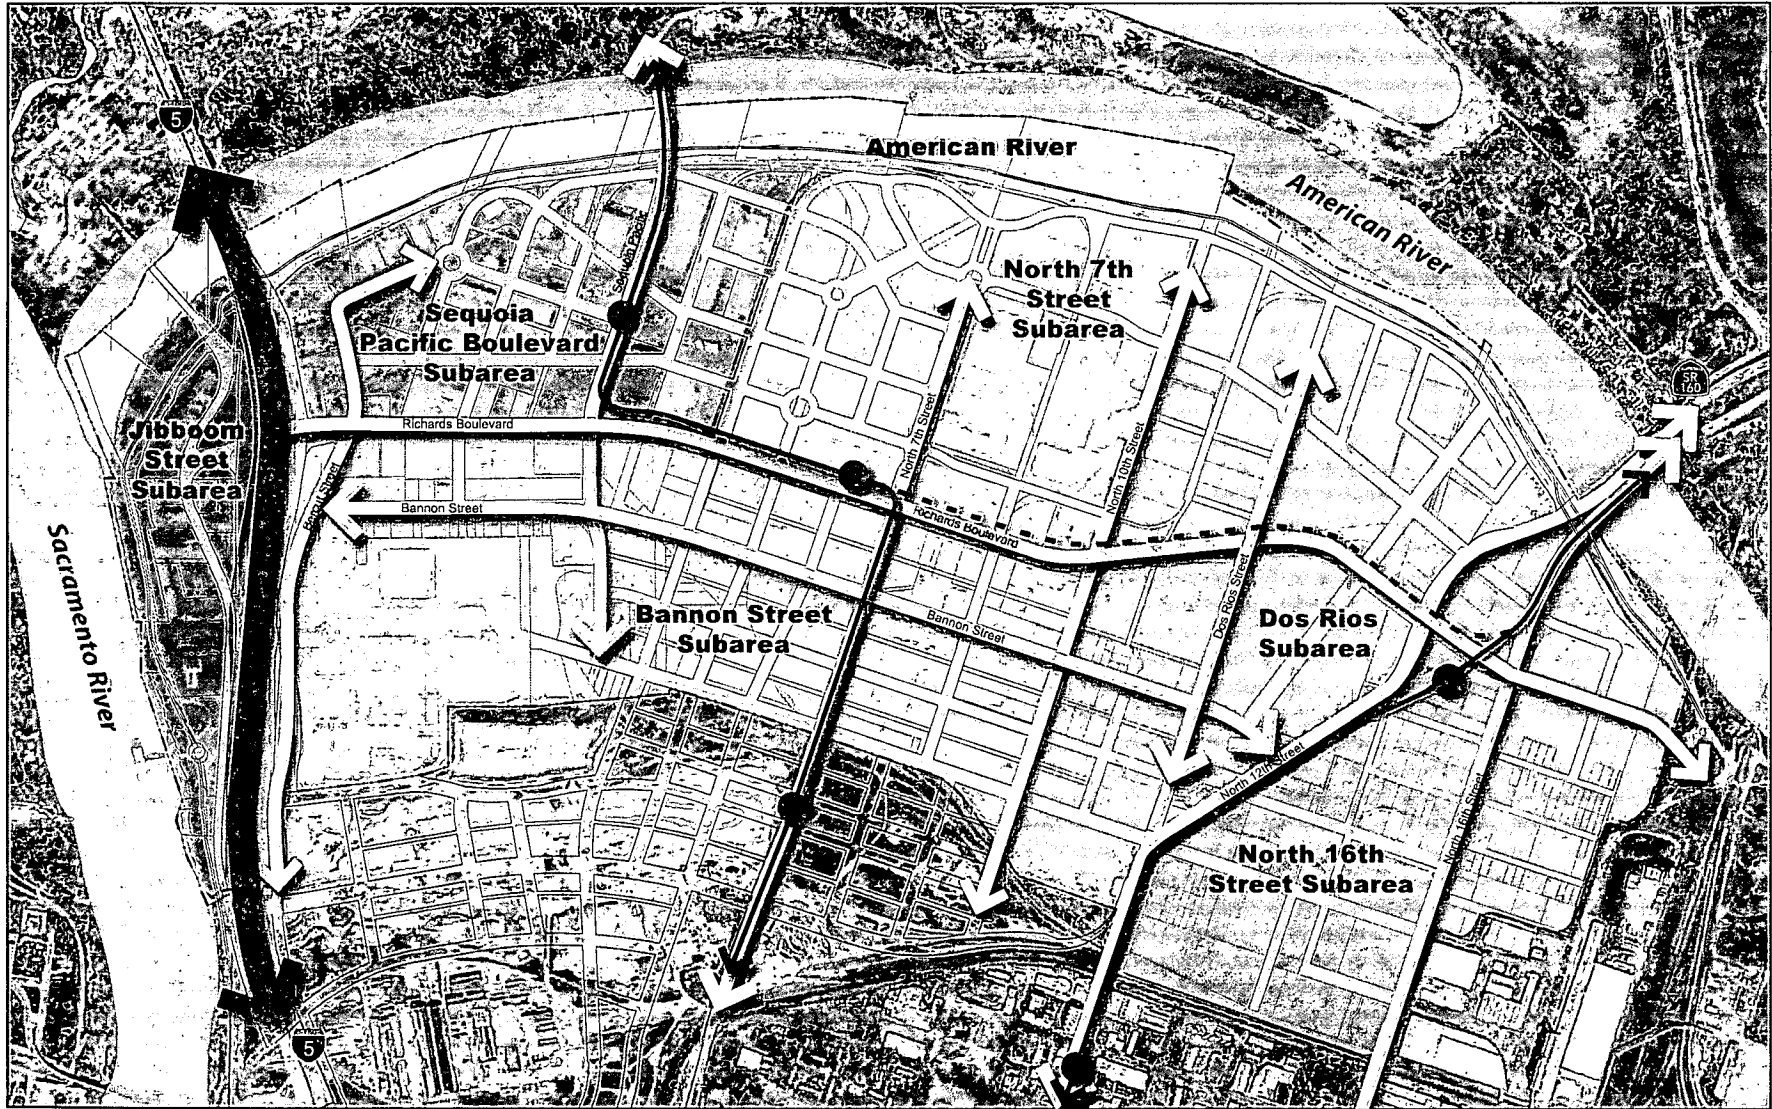 5
American River
American River
North 7th
Street
Subarea
Sequoia
Pacific Boulevard
Subarea
SR
160
Richards Boulevard
Jibboom
Street
Subarea
North 7th Street
North 10th Street
Bannon Street
Richards Boulevard
Sacramento River
Dos Rios Street
Bannon Street
Subarea
Bannon Street
Dos Rios
Subarea
North 12th Street
North 16th Street
North 16th
Street Subarea
5